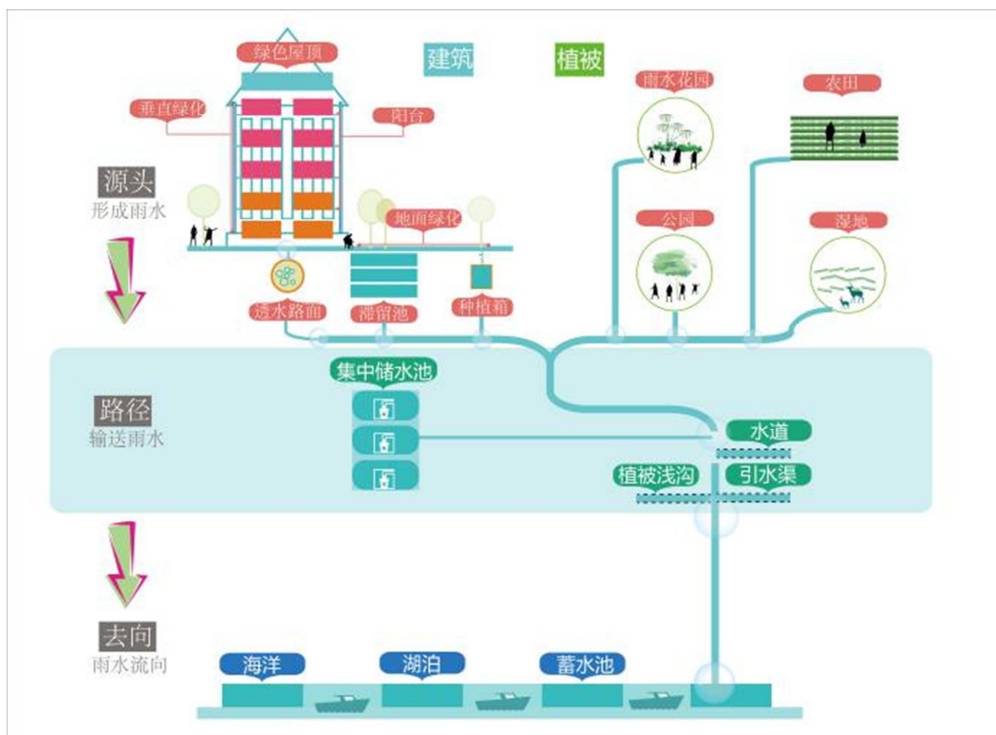 绿色屋顶
建筑
植被
垂直绿化
阳台
雨水花园
农田
源头
形成雨水
地面绿化
公园
湿地
透水路面
滞留池
种植箱
集中储水池
路径
输送雨水
水道
植被浅沟
引水渠
去向
雨水流向
海洋
湖泊
蓄水池